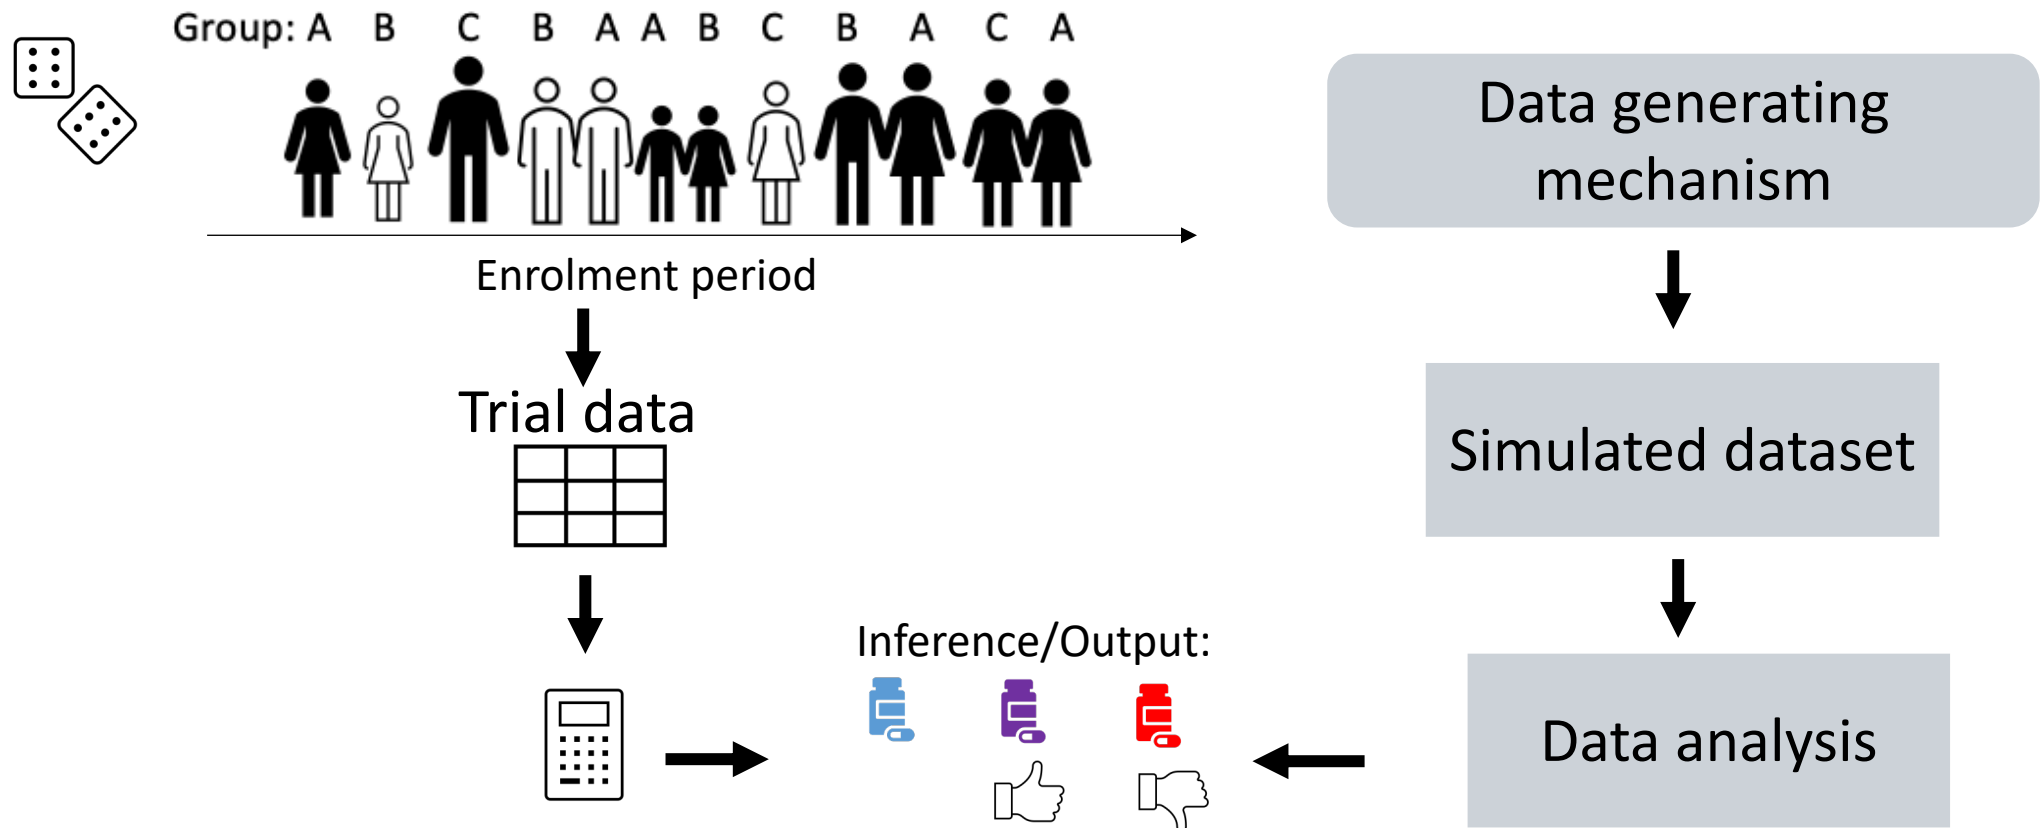 Group: A B C B A A B C B A C A
Enrolment period
Trial data
Inference/Output:
Data generating
mechanism
Simulated dataset
Data analysis